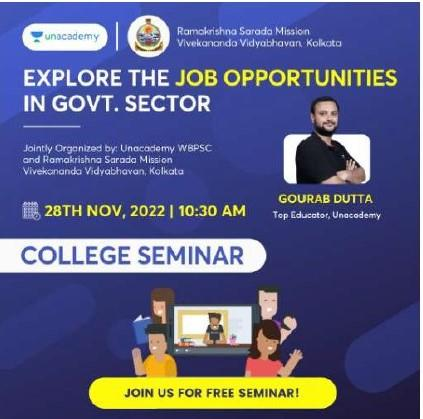 unacademy
Ramakrishna Sarada Mission
Vivekananda Vidyabhavan, Kolkata
EXPLORE THE JOB OPPORTUNITIES
IN GOVT. SECTOR
Jointly Organized by: Unacademy WBPSC
and Ramakrishna Sarada Mission
Vivekananda Vidyabhavan, Kolkata
GOURAB DUTTA
Top Educator, Unacademy
28TH NOV, 2022 | 10:30 AM
COLLEGE SEMINAR
JOIN US FOR FREE SEMINAR!